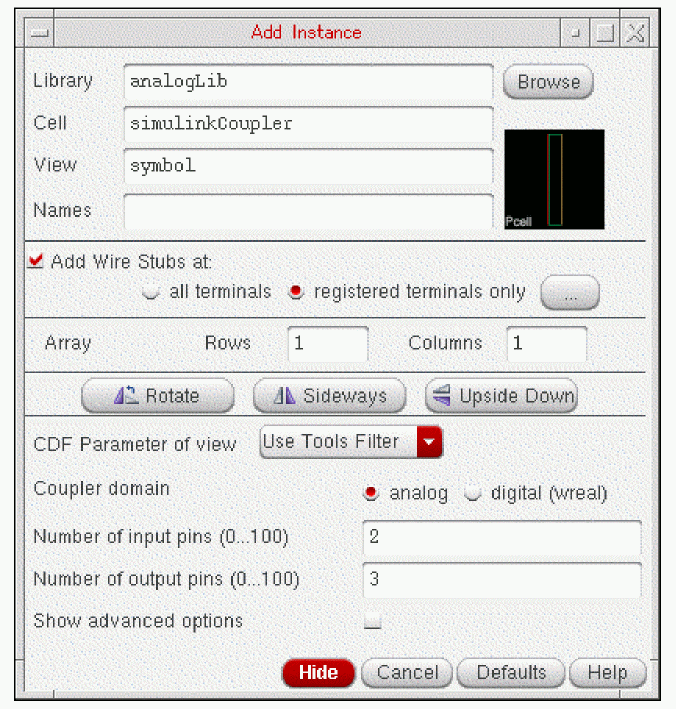 Add Instance
Library analogLib Browse
Cell simulinkCoupler
View symbol
Names
Pcell
Add Wire Stubs at:
all terminals registered terminals only ...
Array Rows 1 Columns 1
Rotate Sideways Upside Down
CDF Parameter of view Use Tools Filter
Coupler domain analog digital (wreal)
Number of input pins (0...100) 2
Number of output pins (0...100) 3
Show advanced options
Hide Cancel Defaults Help